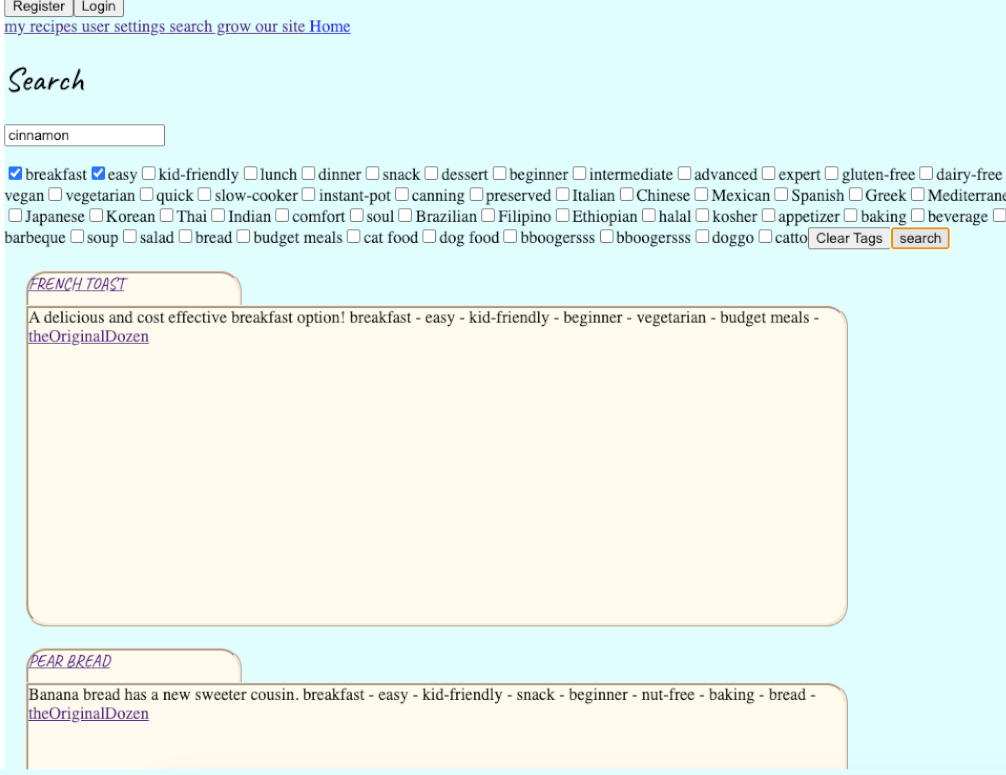 Register Login
my recipes user settings search grow our site Home
Search
cinnamon
breakfast easy kid-friendly lunch dinner snack dessert beginner intermediate advanced expert gluten-free dairy-free
vegan vegetarian quick slow-cooker instant-pot canning preserved Italian Chinese Mexican Spanish Greek Mediterrane
Japanese Korean Thai Indian comfort soul Brazilian Filipino Ethiopian halal kosher appetizer baking beverage
barbeque soup salad bread budget meals cat food dog food bboogersss bboogersss doggo catto Clear Tags search
FRENCH TOAST
A delicious and cost effective breakfast option! breakfast - easy - kid-friendly - beginner - vegetarian - budget meals -
theOriginalDozen
PEAR BREAD
Banana bread has a new sweeter cousin. breakfast - easy - kid-friendly - snack - beginner - nut-free - baking - bread -
theOriginalDozen